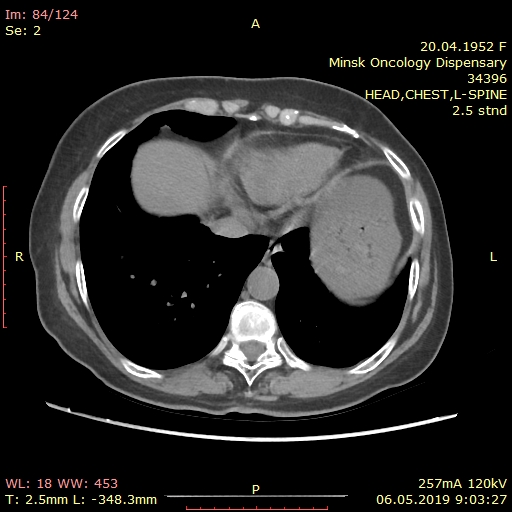 Im: 84/124
Se: 2
A
20.04.1952 F
Minsk Oncology Dispensary
34396
HEAD,CHEST,L-SPINE
2.5 stnd
R
L
WL: 18 WW: 453
T: 2.5mm L: -348.3mm
P
257mA 120kV
06.05.2019 9:03:27